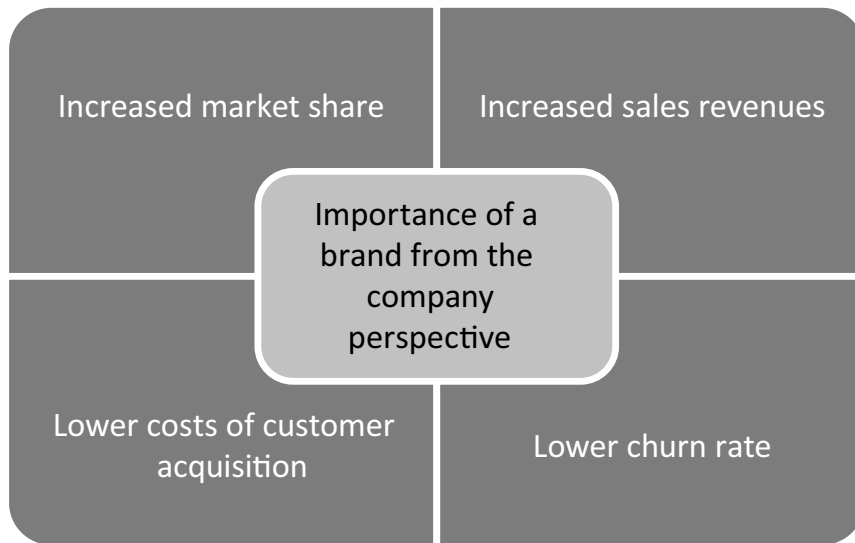 Increased market share
Increased sales revenues
Importance of a
brand from the
company
perspective
Lower costs of customer
acquisition
Lower churn rate